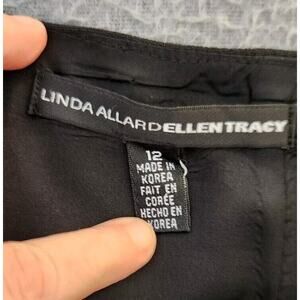 LINDA ALLARD ELLEN TRACY
12
MADE IN
KOREA
FAIT EN
CORÉE
HECHO EN
KOREA